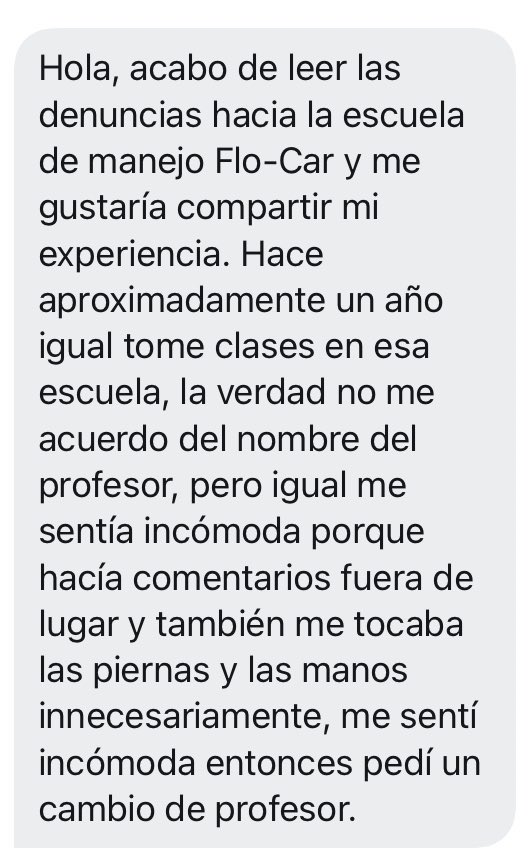 Hola, acabo de leer las
denuncias hacia la escuela
de manejo Flo-Car y me
gustaría compartir mi
experiencia. Hace
aproximadamente un año
igual tome clases en esa
escuela, la verdad no me
acuerdo del nombre del
profesor, pero igual me
sentía incómoda porque
hacía comentarios fuera de
lugar y también me tocaba
las piernas y las manos
innecesariamente, me sentí
incómoda entonces pedí un
cambio de profesor.